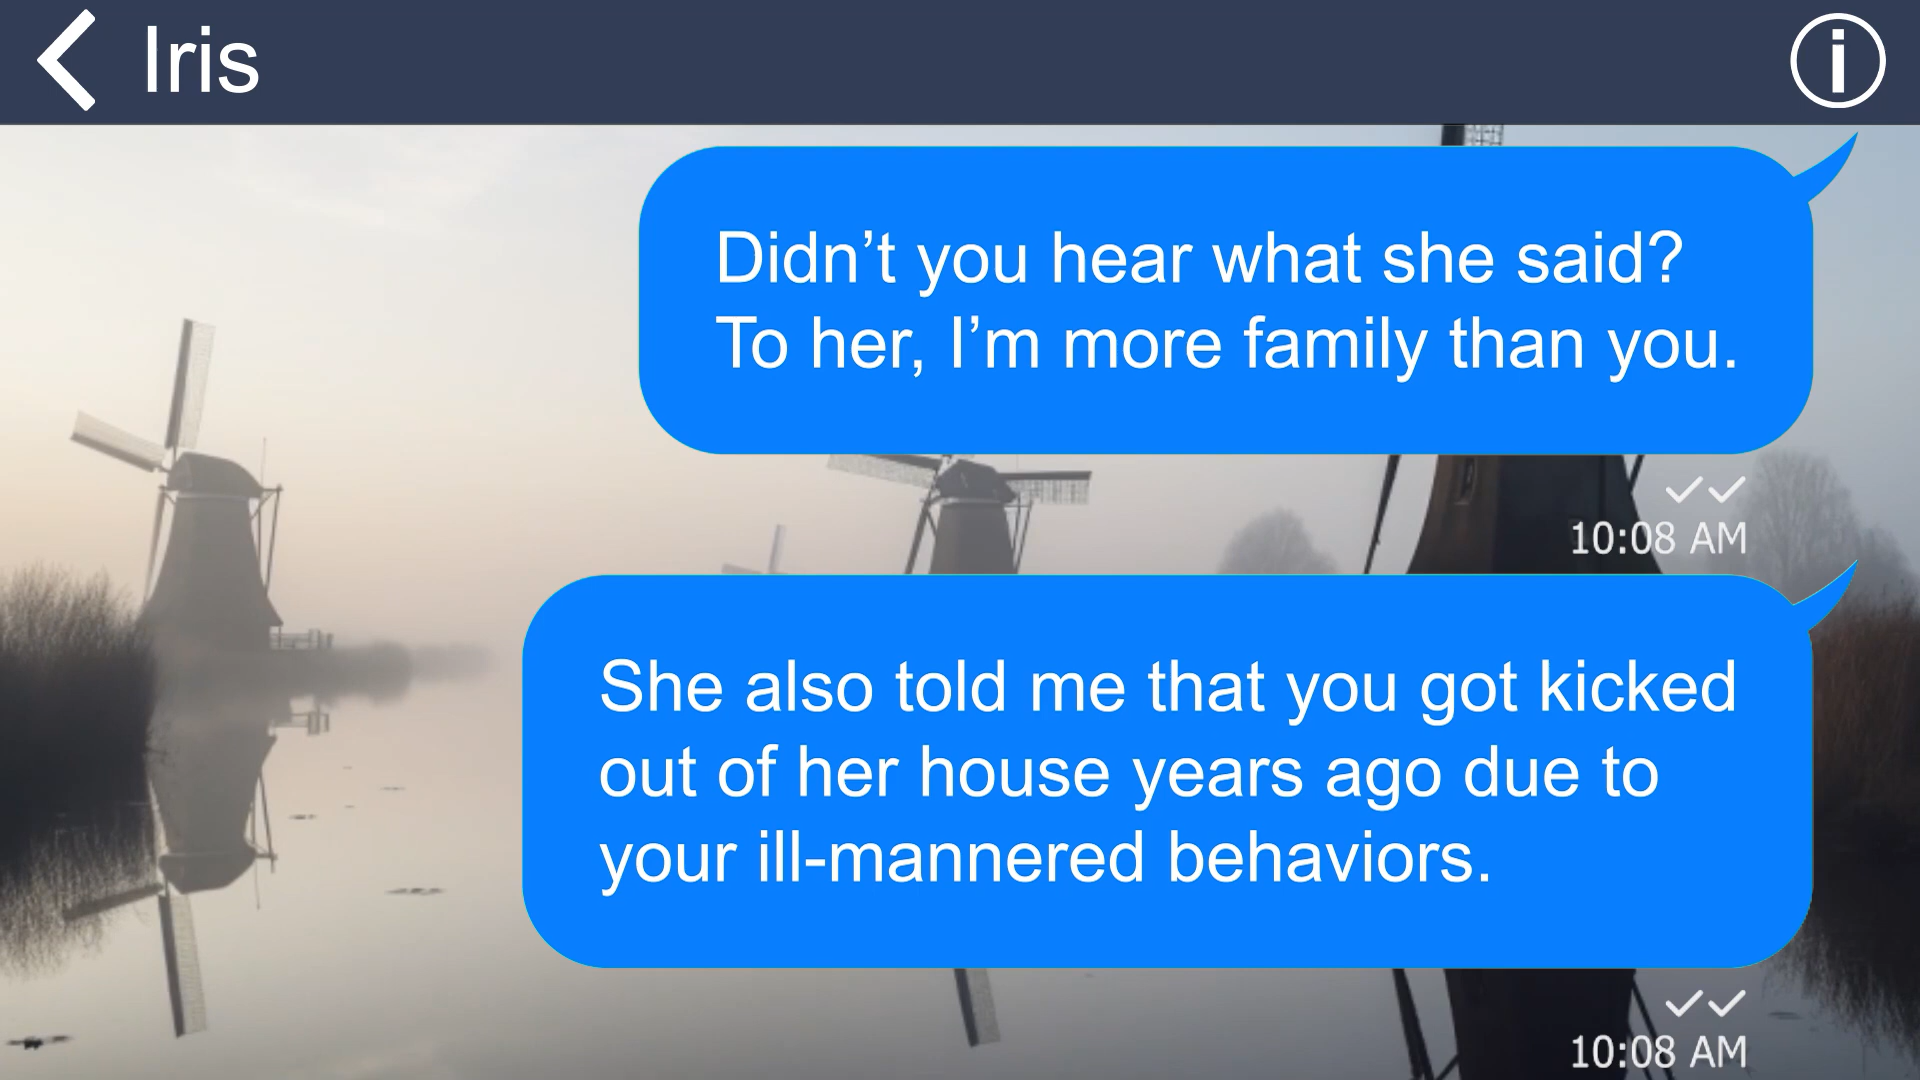 Iris
Didn’t you hear what she said?
To her, I’m more family than you.
10:08 AM
She also told me that you got kicked
out of her house years ago due to
your ill-mannered behaviors.
10:08 AM